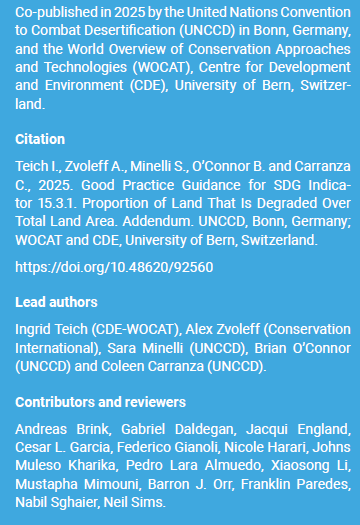 Co-published in 2025 by the United Nations Convention
to Combat Desertification (UNCCD) in Bonn, Germany,
and the World Overview of Conservation Approaches
and Technologies (WOCAT), Centre for Development
and Environment (CDE), University of Bern, Switzer-
land.
Citation
Teich I., Zvoleff A., Minelli S., O’Connor B. and Carranza
C., 2025. Good Practice Guidance for SDG Indica-
tor 15.3.1. Proportion of Land That Is Degraded Over
Total Land Area. Addendum. UNCCD, Bonn, Germany;
WOCAT and CDE, University of Bern, Switzerland.
https://doi.org/10.48620/92560
Lead authors
Ingrid Teich (CDE-WOCAT), Alex Zvoleff (Conservation
International), Sara Minelli (UNCCD), Brian O’Connor
(UNCCD) and Coleen Carranza (UNCCD).
Contributors and reviewers
Andreas Brink, Gabriel Daldegan, Jacqui England,
Cesar L. Garcia, Federico Gianoli, Nicole Harari, Johns
Muleso Kharika, Pedro Lara Almuedo, Xiaosong Li,
Mustapha Mimouni, Barron J. Orr, Franklin Paredes,
Nabil Sghaier, Neil Sims.